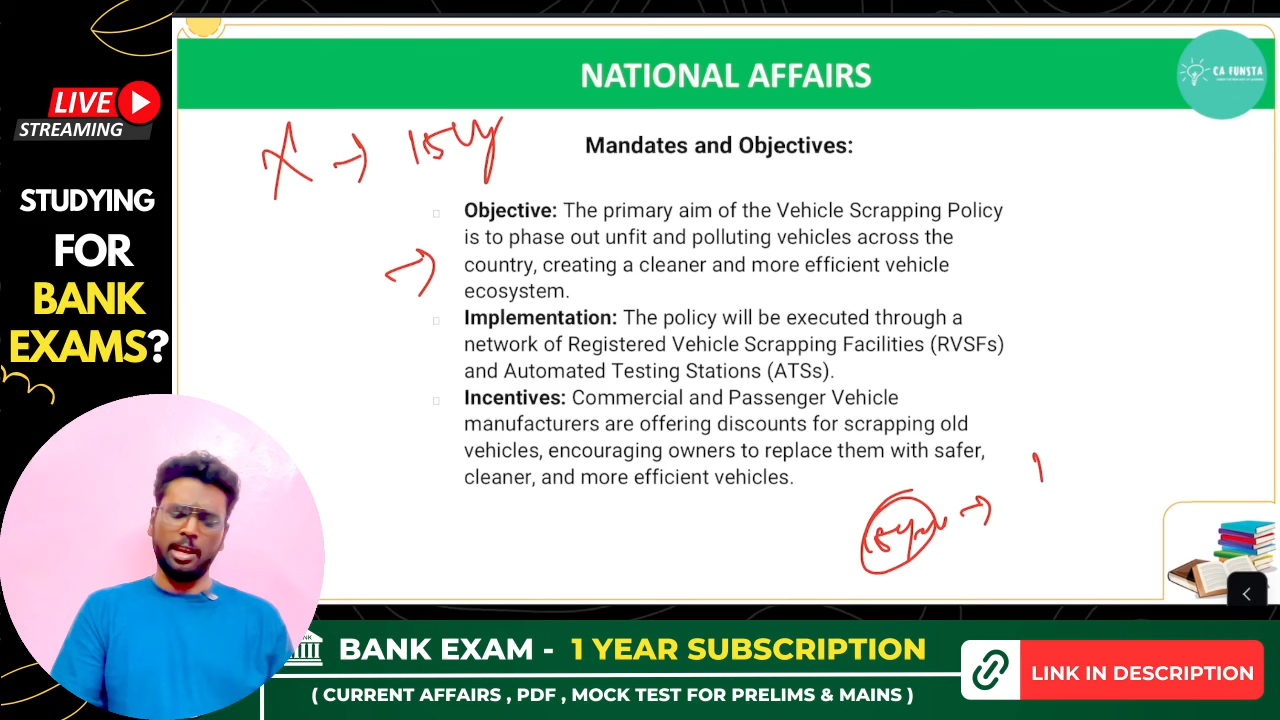 LIVE
STREAMING
STUDYING
FOR
BANK
EXAMS?
NATIONAL AFFAIRS
CA FUNSTA
Mandates and Objectives:
Objective: The primary aim of the Vehicle Scrapping Policy
is to phase out unfit and polluting vehicles across the
country, creating a cleaner and more efficient vehicle
ecosystem.
Implementation: The policy will be executed through a
network of Registered Vehicle Scrapping Facilities (RVSFs)
and Automated Testing Stations (ATSs).
Incentives: Commercial and Passenger Vehicle
manufacturers are offering discounts for scrapping old
vehicles, encouraging owners to replace them with safer,
cleaner, and more efficient vehicles.
BANK EXAM - 1 YEAR SUBSCRIPTION
( CURRENT AFFAIRS , PDF , MOCK TEST FOR PRELIMS & MAINS )
LINK IN DESCRIPTION